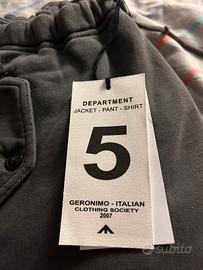 DEPARTMENT
JACKET - PANT - SHIRT
5
GERONIMO - ITALIAN
CLOTHING SOCIETY
2007
subito